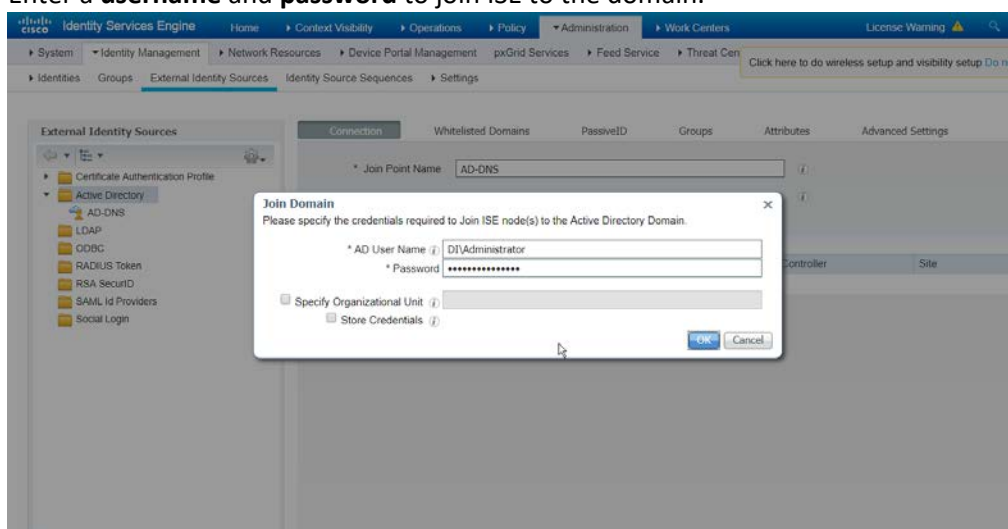 Enter a username and password to join ISE to the domain.
cisco Identity Services Engine Home Context Visibility Operations Policy Administration Work Centers License Warning
System Identity Management Network Resources Device Portal Management pxGrid Services Feed Service Threat Cen
Click here to do wireless setup and visibility setup Do n
Identities Groups External Identity Sources Identity Source Sequences Settings
External Identity Sources
Connection Whitelisted Domains PassiveID Groups Attributes Advanced Settings
* Join Point Name AD-DNS
Certificate Authentication Profile
Active Directory
AD-DNS
LDAP
ODBC
RADIUS Token
RSA SecurID
SAML Id Providers
Social Login
Join Domain
Please specify the credentials required to Join ISE node(s) to the Active Directory Domain.
* AD User Name DI\Administrator
* Password •••••••••••••••
Specify Organizational Unit
Store Credentials
OK Cancel
Controller Site